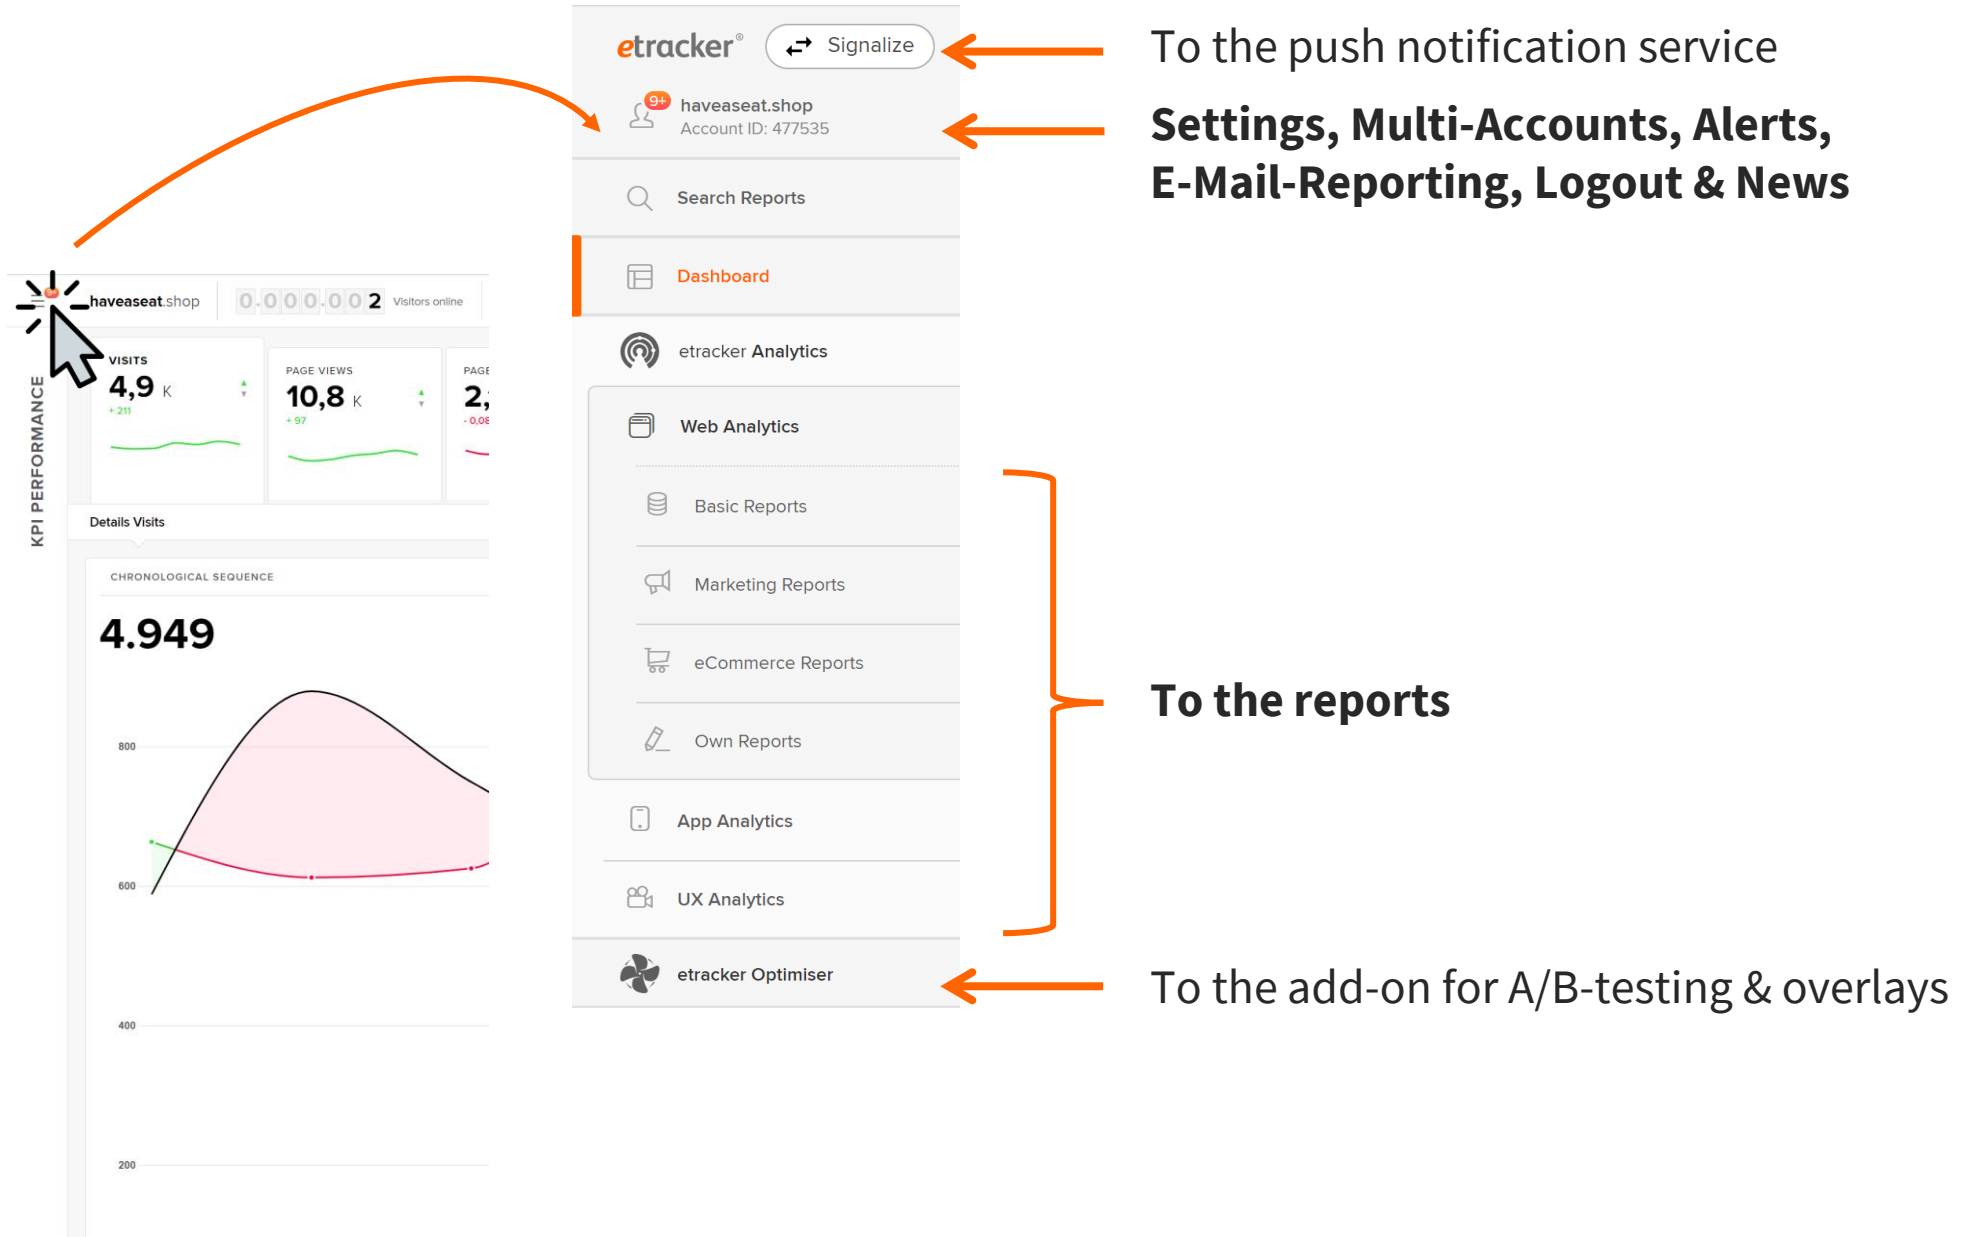 etracker®
Signalize
To the push notification service
9+
haveaseat.shop
Account ID: 477535
Settings, Multi-Accounts, Alerts,
E-Mail-Reporting, Logout & News
Search Reports
Dashboard
etracker Analytics
Web Analytics
Basic Reports
Marketing Reports
eCommerce Reports
Own Reports
App Analytics
UX Analytics
etracker Optimiser
To the reports
To the add-on for A/B-testing & overlays
haveaseat.shop
0.000.002 Visitors online
KPI PERFORMANCE
VISITS
4,9 K
+ 211
PAGE VIEWS
10,8 K
+ 97
PAGE
2,
- 0,08
Details Visits
CHRONOLOGICAL SEQUENCE
4.949
800
600
400
200